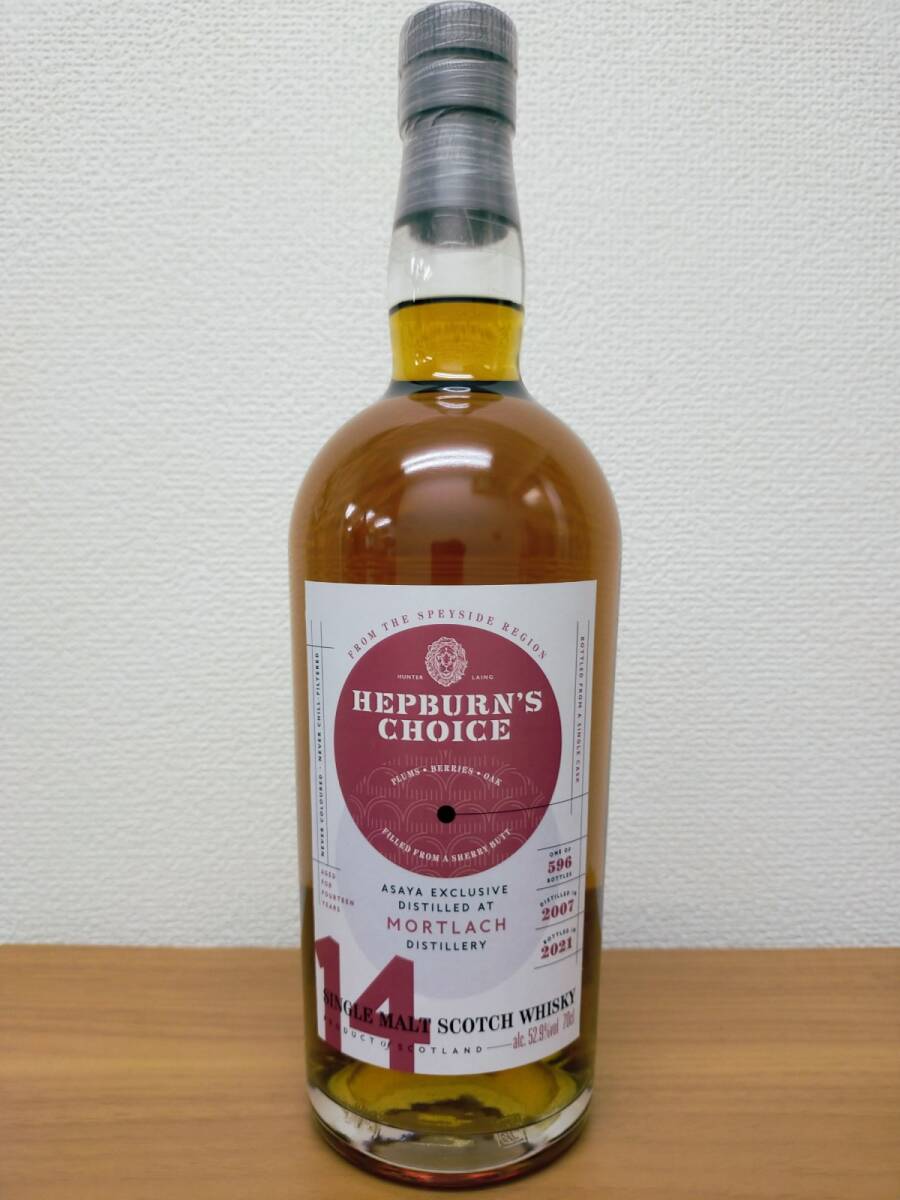 FROM THE SPEYSIDE REGION
HUNTER LAING
HEPBURN'S
CHOICE
PLUMS • BERRIES • OAK
FILLED FROM A SHERRY BUTT
NEVER COLOURED · NEVER CHILL-FILTERED
BOTTLED FROM A SINGLE CASK
AGED
FOR
FOURTEEN
YEARS
ASAYA EXCLUSIVE
DISTILLED AT
MORTLACH
DISTILLERY
ONE OF
596
BOTTLES
DISTILLED IN
2007
BOTTLED IN
2021
14
SINGLE MALT SCOTCH WHISKY
PRODUCT of SCOTLAND
alc. 52.9%vol 70cl